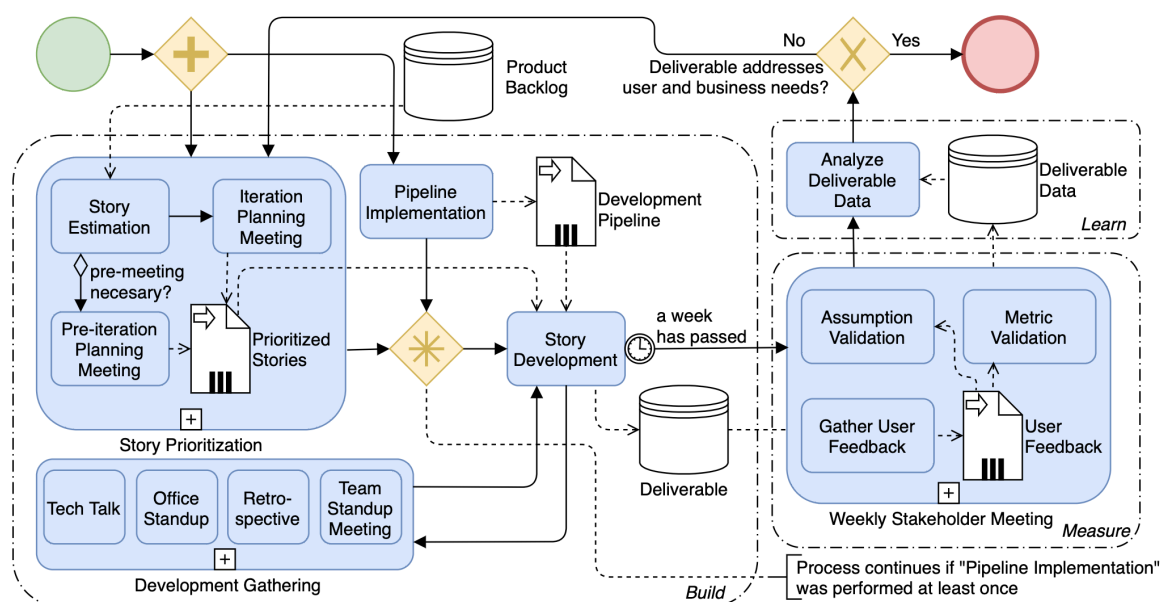 No
Yes
Deliverable addresses
user and business needs?
Product
Backlog
Story
Estimation
Iteration
Planning
Meeting
pre-meeting
necesary?
Pre-iteration
Planning
Meeting
Prioritized
Stories
Story Prioritization
Pipeline
Implementation
Development
Pipeline
Story
Development
a week
has passed
Deliverable
Tech Talk
Office
Standup
Retro-
spective
Team
Standup
Meeting
Development Gathering
Build
Analyze
Deliverable
Data
Deliverable
Data
Learn
Assumption
Validation
Metric
Validation
Gather User
Feedback
User
Feedback
Weekly Stakeholder Meeting
Measure
Process continues if "Pipeline Implementation"
was performed at least once